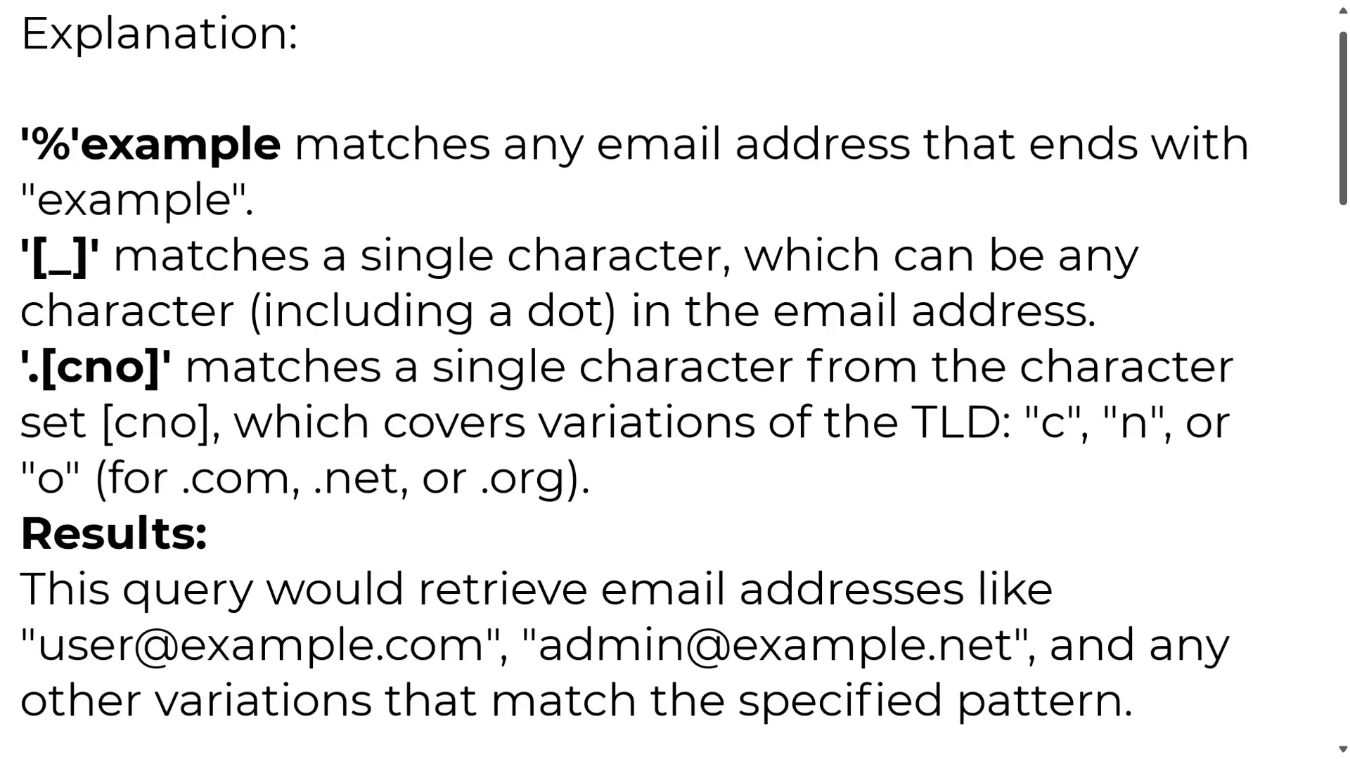 Explanation:
'%'example matches any email address that ends with
"example".
'[_]' matches a single character, which can be any
character (including a dot) in the email address.
'.[cno]' matches a single character from the character
set [cno], which covers variations of the TLD: "c", "n", or
"o" (for .com, .net, or .org).
Results:
This query would retrieve email addresses like
"user@example.com", "admin@example.net", and any
other variations that match the specified pattern.